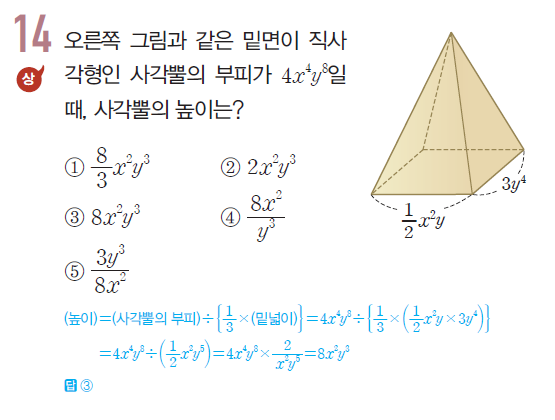 14
상
오른쪽 그림과 같은 밑면이 직사
각형인 사각뿔의 부피가 4x⁴y⁸일
때, 사각뿔의 높이는?
① 8/3 x²y³ ② 2x²y³
③ 8x²y³ ④ 8x²/y³
⑤ 3y³/8x²
3y⁴
1/2 x²y
(높이)=(사각뿔의 부피)÷{1/3×(밑넓이)}=4x⁴y⁸÷{1/3×(1/2 x²y×3y⁴)}
=4x⁴y⁸÷(1/2 x²y⁵)=4x⁴y⁸×2/x²y⁵=8x²y³
답 ③